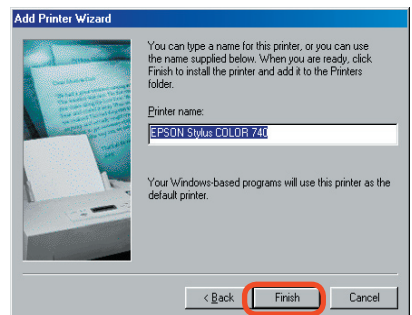 Add Printer Wizard
You can type a name for this printer, or you can use
the name supplied below. When you are ready, click
Finish to install the printer and add it to the Printers
folder.
Printer name:
EPSON Stylus COLOR 740
Your Windows-based programs will use this printer as the
default printer.
< Back
Finish
Cancel